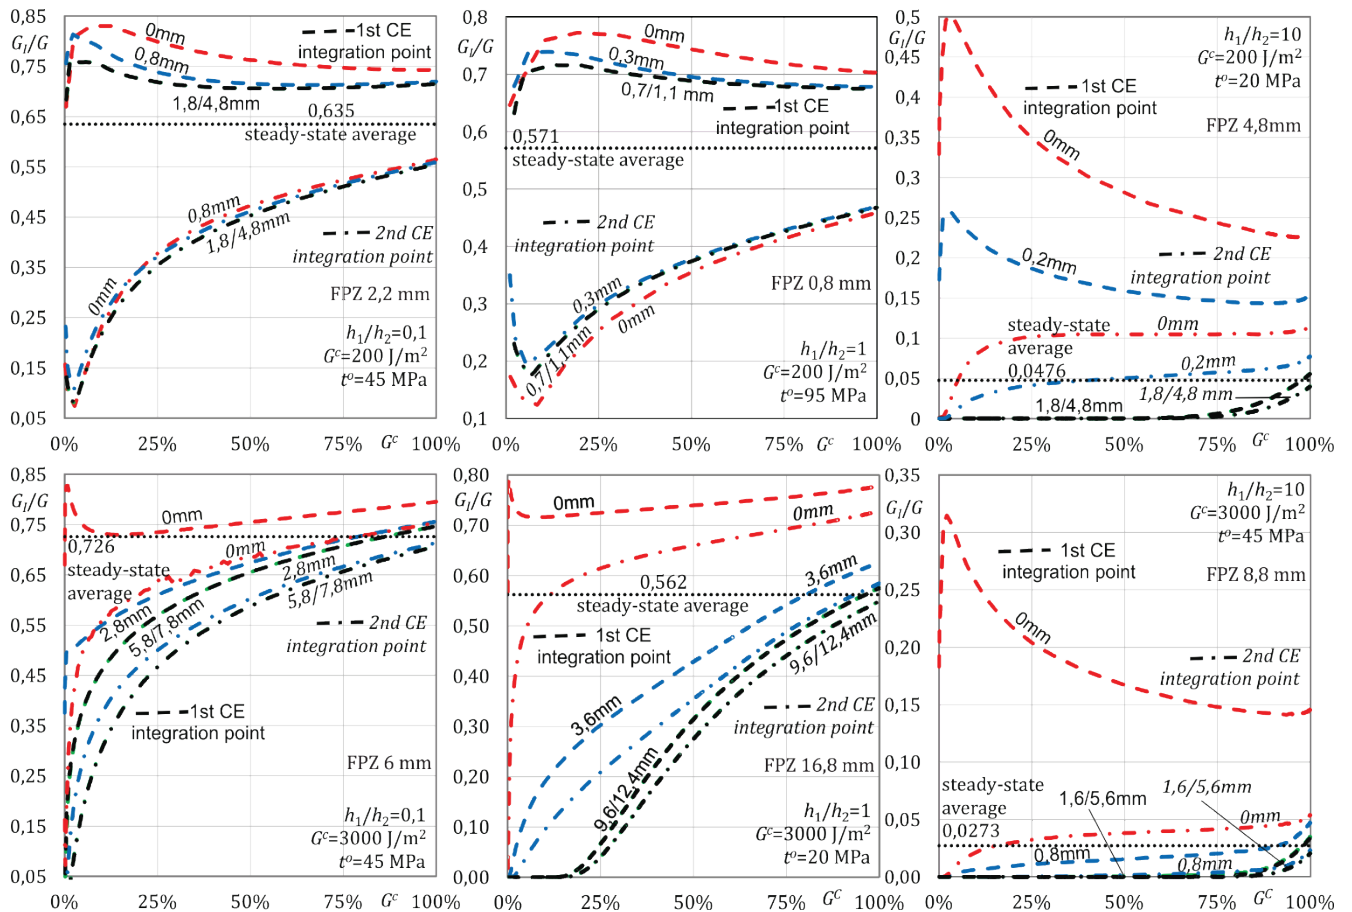 0,85
G_I/G
0,75
0,65
0,55
0,45
0,35
0,25
0,15
0,05
0mm
1st CE
integration point
0,8mm
1,8/4,8mm
0,635
steady-state average
0,8mm
1,8/4,8mm
2nd CE
integration point
0mm
FPZ 2,2 mm
h₁/h₂=0,1
Gᶜ=200 J/m²
tᵒ=45 MPa
0% 25% 50% 75% Gᶜ 100%
0,8
G_I/G
0,7
0,6
0,5
0,4
0,3
0,2
0,1
0mm
0,3mm
0,7/1,1 mm
1st CE
integration point
0,571
steady-state average
2nd CE
integration point
0,3mm
0mm
0,7/1,1mm
FPZ 0,8 mm
h₁/h₂=1
Gᶜ=200 J/m²
tᵒ=95 MPa
0% 25% 50% 75% Gᶜ 100%
0,5
G_I/G
0,45
0,4
0,35
0,3
0,25
0,2
0,15
0,1
0,05
0
h₁/h₂=10
Gᶜ=200 J/m²
tᵒ=20 MPa
1st CE
integration point
FPZ 4,8mm
0mm
0,2mm
2nd CE
integration point
steady-state
average
0,0476
0mm
0,2mm
1,8/4,8mm
1,8/4,8 mm
0% 25% 50% 75% Gᶜ 100%
0,85
G_I/G
0,75
0,65
0,55
0,45
0,35
0,25
0,15
0,05
0mm
0,726
steady-state
average
0mm
2,8mm
5,8/7,8mm
2,8mm
5,8/7,8mm
2nd CE
integration point
1st CE
integration point
FPZ 6 mm
h₁/h₂=0,1
Gᶜ=3000 J/m²
tᵒ=45 MPa
0% 25% 50% 75% Gᶜ 100%
0,80
G_I/G
0,70
0,60
0,50
0,40
0,30
0,20
0,10
0,00
0mm
0mm
0,562
steady-state average
3,6mm
1st CE
integration point
9,6/12,4mm
3,6mm
9,6/12,4mm
2nd CE
integration point
FPZ 16,8 mm
h₁/h₂=1
Gᶜ=3000 J/m²
tᵒ=20 MPa
0% 25% 50% 75% Gᶜ 100%
0,35
G_I/G
0,30
0,25
0,20
0,15
0,10
0,05
0,00
h₁/h₂=10
Gᶜ=3000 J/m²
tᵒ=45 MPa
1st CE
integration point
FPZ 8,8 mm
0mm
2nd CE
integration point
steady-state
average
0,0273
1,6/5,6mm
1,6/5,6mm
0mm
0,8mm
0,8mm
0% 25% 50% 75% Gᶜ 100%